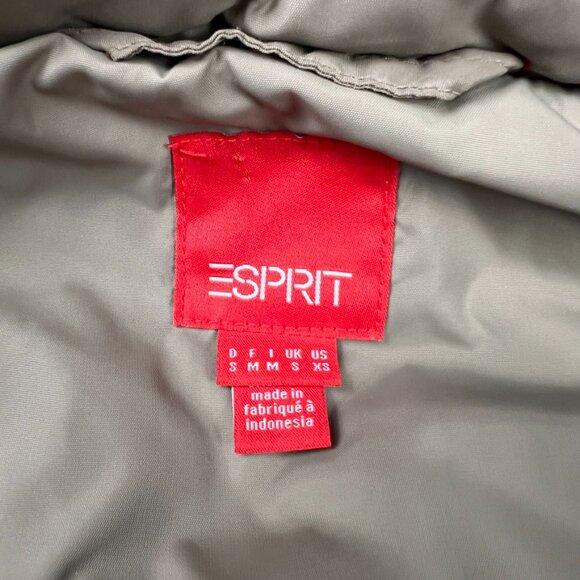 ESPRIT
D F I UK US
S M M S XS
made in
fabriqué à
indonesia